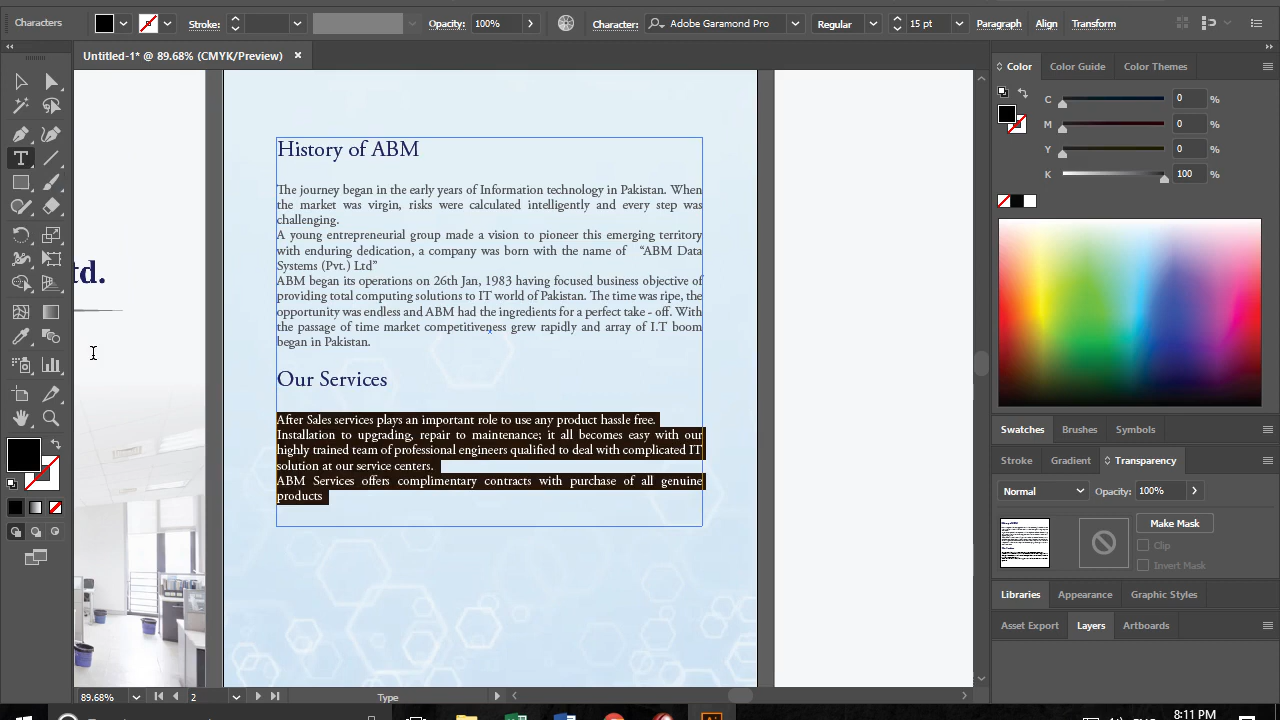 Characters
Stroke:
Opacity: 100%
Character: Adobe Garamond Pro
Regular
15 pt
Paragraph
Align
Transform
Untitled-1* @ 89.68% (CMYK/Preview)
Color
Color Guide
Color Themes
C 0 %
M 0 %
Y 0 %
K 100 %
td.
History of ABM
The journey began in the early years of Information technology in Pakistan. When
the market was virgin, risks were calculated intelligently and every step was
challenging.
A young entrepreneurial group made a vision to pioneer this emerging territory
with enduring dedication, a company was born with the name of “ABM Data
Systems (Pvt.) Ltd”
ABM began its operations on 26th Jan, 1983 having focused business objective of
providing total computing solutions to IT world of Pakistan. The time was ripe, the
opportunity was endless and ABM had the ingredients for a perfect take - off. With
the passage of time market competitiveness grew rapidly and array of I.T boom
began in Pakistan.
Our Services
After Sales services plays an important role to use any product hassle free.
Installation to upgrading, repair to maintenance; it all becomes easy with our
highly trained team of professional engineers qualified to deal with complicated IT
solution at our service centers.
ABM Services offers complimentary contracts with purchase of all genuine
products
Swatches
Brushes
Symbols
Stroke
Gradient
Transparency
Normal
Opacity: 100%
Make Mask
Clip
Invert Mask
Libraries
Appearance
Graphic Styles
Asset Export
Layers
Artboards
89.68%
2
Type
8:11 PM